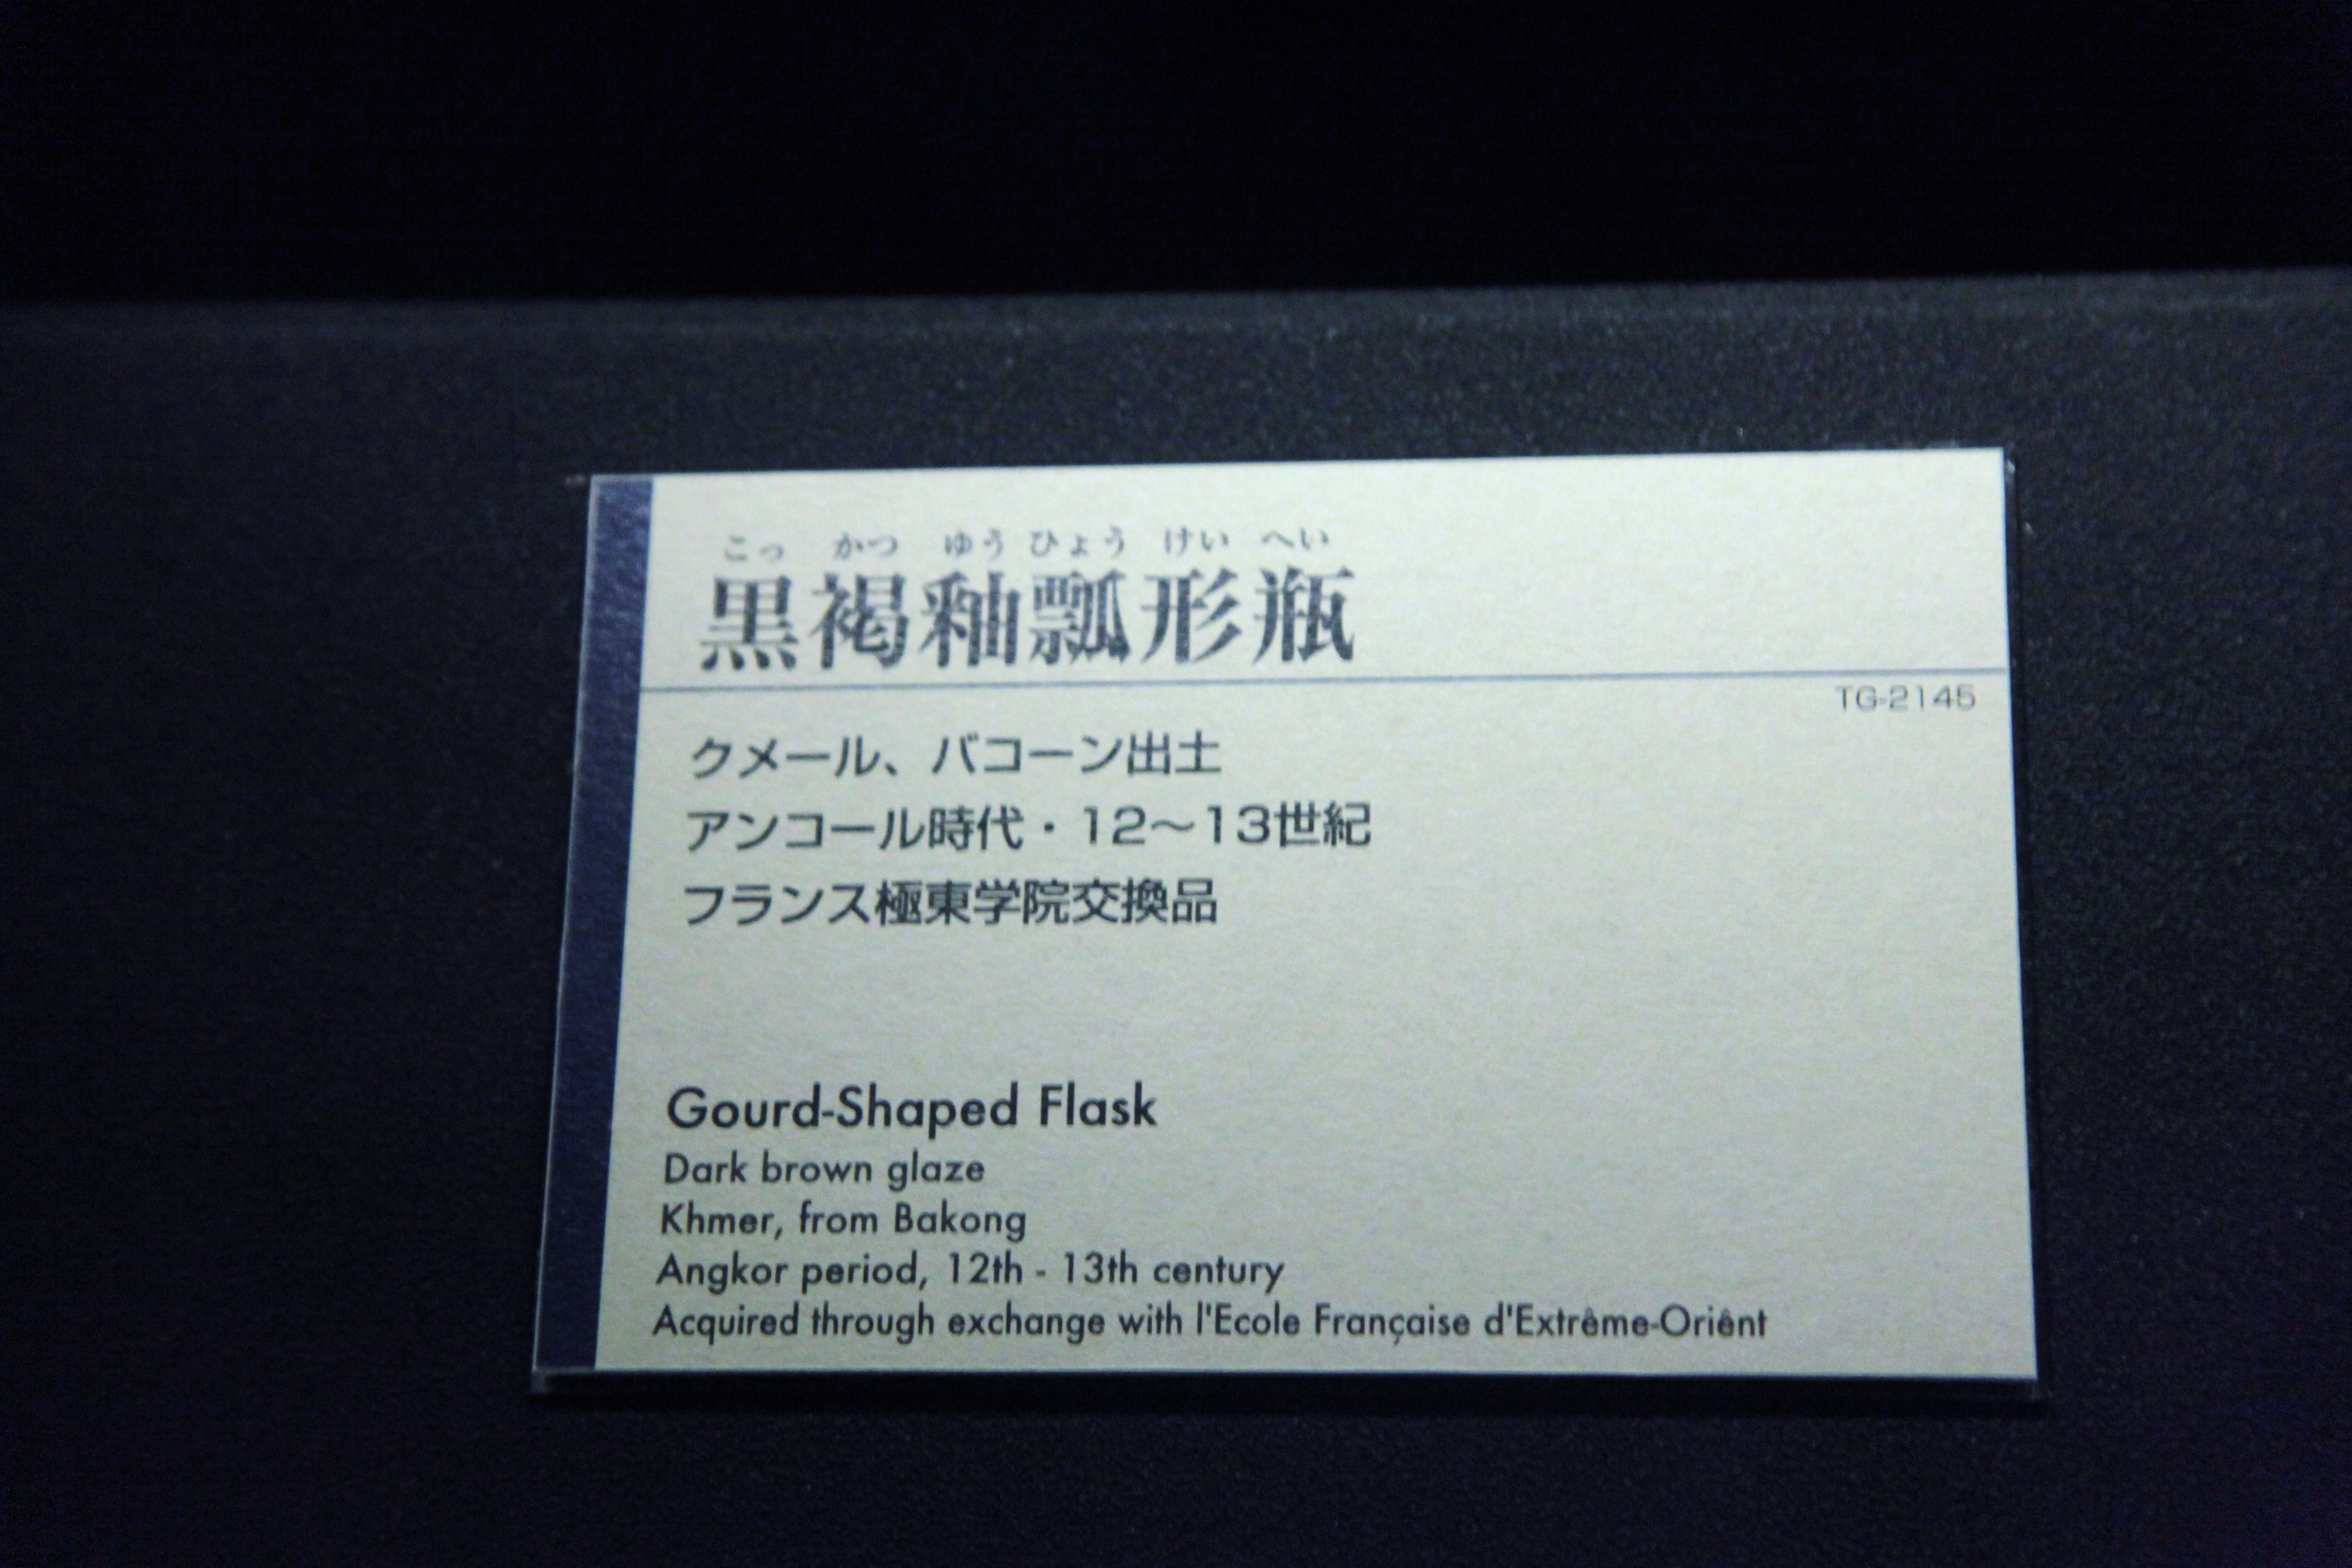 こっ かつ ゆう ひょう けい へい
黒褐釉瓢形瓶
TG-2145
クメール、バコーン出土
アンコール時代・12〜13世紀
フランス極東学院交換品
Gourd-Shaped Flask
Dark brown glaze
Khmer, from Bakong
Angkor period, 12th - 13th century
Acquired through exchange with l'Ecole Française d'Extrême-Oriênt